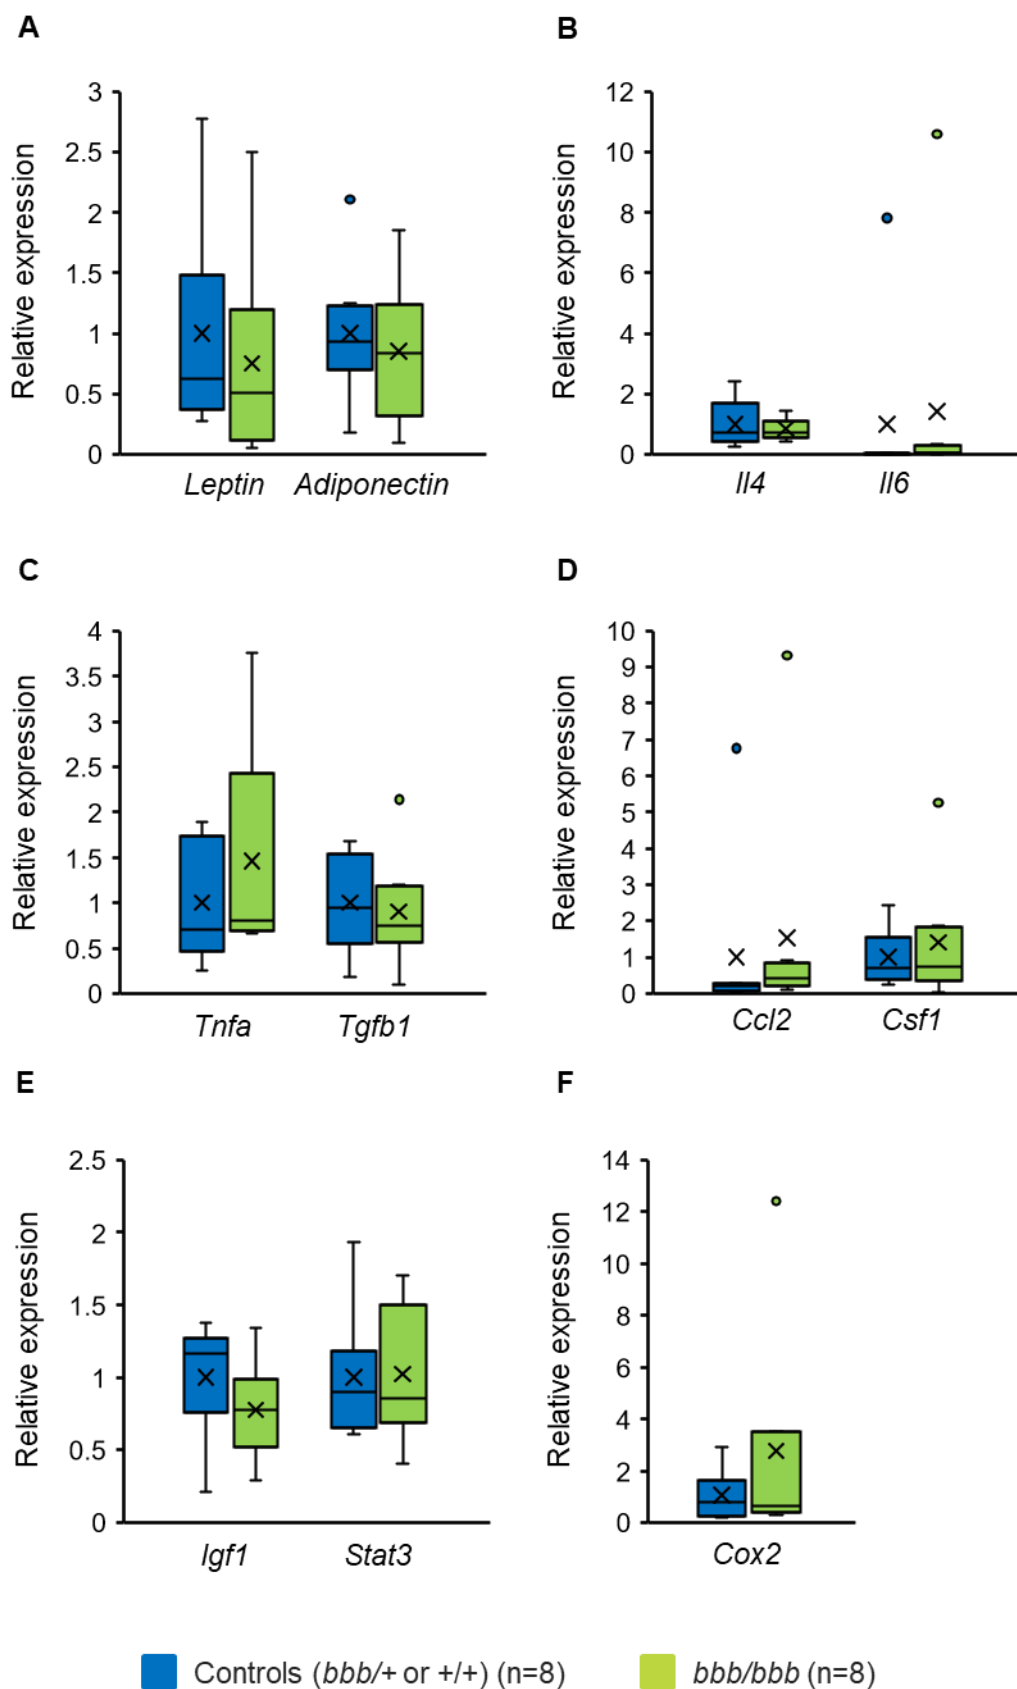 A
Relative expression
3
2.5
2
1.5
1
0.5
0
Leptin
Adiponectin
B
Relative expression
12
10
8
6
4
2
0
Il4
Il6
C
Relative expression
4
3.5
3
2.5
2
1.5
1
0.5
0
Tnfa
Tgfb1
D
Relative expression
10
9
8
7
6
5
4
3
2
1
0
Ccl2
Csf1
E
Relative expression
2.5
2
1.5
1
0.5
0
Igf1
Stat3
F
Relative expression
14
12
10
8
6
4
2
0
Cox2
Controls (bbb/+ or +/+) (n=8)
bbb/bbb (n=8)